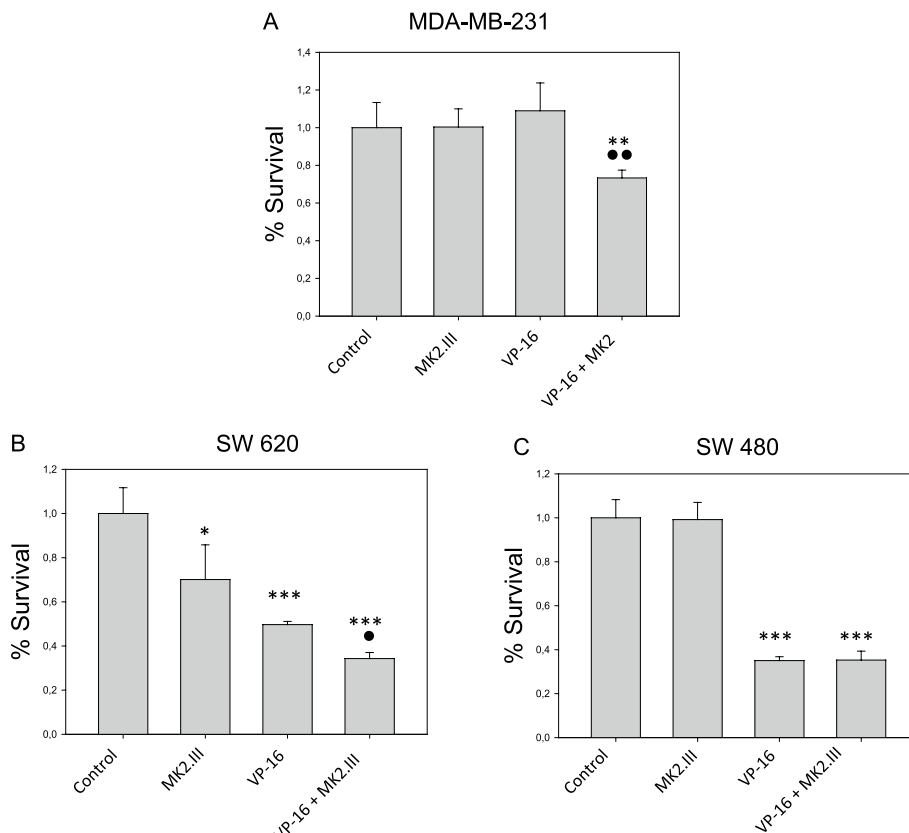 A MDA-MB-231
1,4
1,2
1,0
0,8
0,6
0,4
0,2
0,0
% Survival
**
●●
Control
MK2.III
VP-16
VP-16 + MK2
B SW 620
1,2
1,0
0,8
0,6
0,4
0,2
0,0
% Survival
*
***
***
●
Control
MK2.III
VP-16
VP-16 + MK2.III
C SW 480
1,2
1,0
0,8
0,6
0,4
0,2
0,0
% Survival
***
***
Control
MK2.III
VP-16
VP-16 + MK2.III